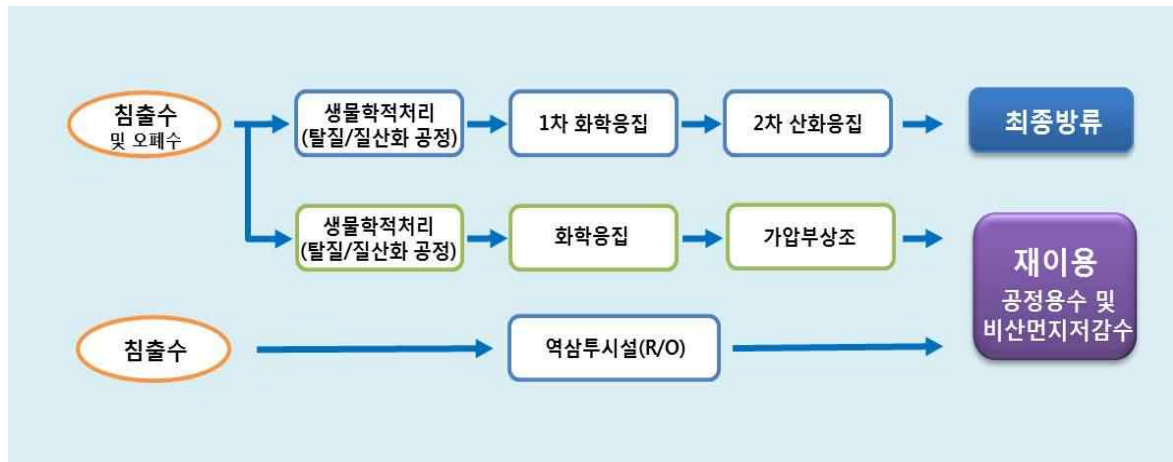 침출수
및 오폐수
생물학적처리
(탈질/질산화 공정)
1차 화학응집
2차 산화응집
최종방류
생물학적처리
(탈질/질산화 공정)
화학응집
가압부상조
재이용
공정용수 및
비산먼지저감수
침출수
역삼투시설(R/O)